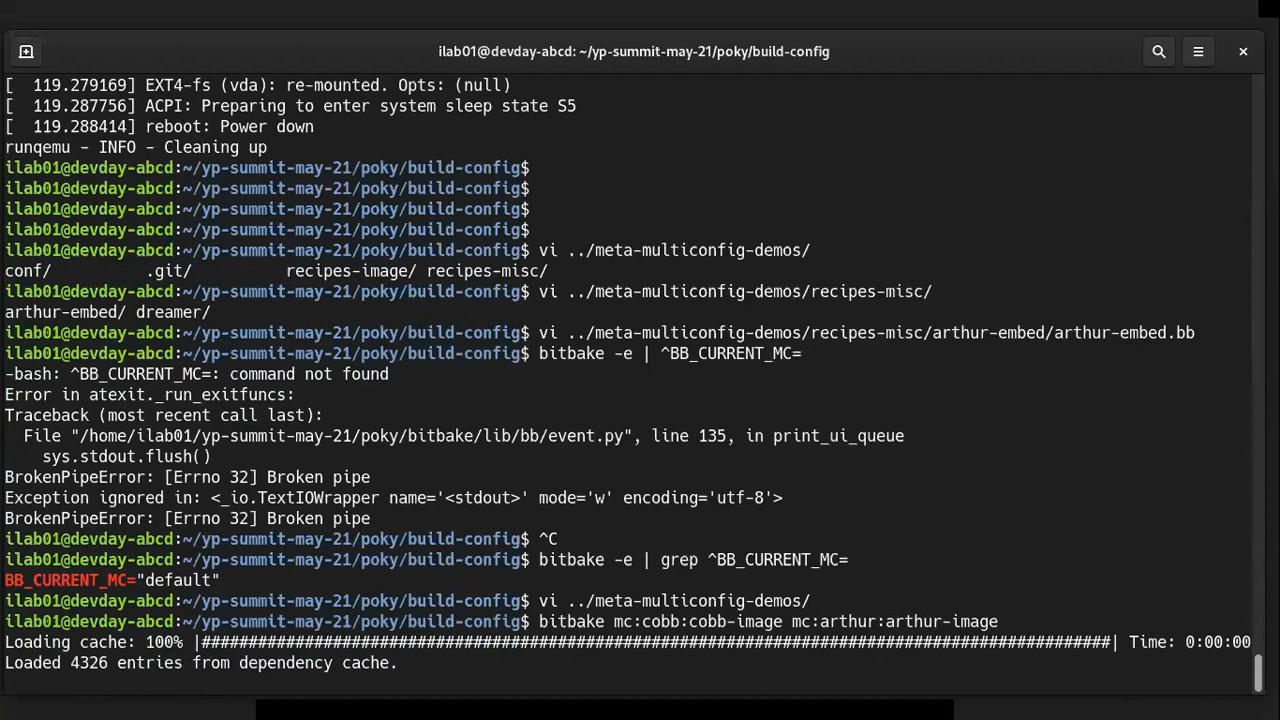 ilab01@devday-abcd: ~/yp-summit-may-21/poky/build-config
[  119.279169] EXT4-fs (vda): re-mounted. Opts: (null)
[  119.287756] ACPI: Preparing to enter system sleep state S5
[  119.288414] reboot: Power down
runqemu - INFO - Cleaning up
ilab01@devday-abcd:~/yp-summit-may-21/poky/build-config$
ilab01@devday-abcd:~/yp-summit-may-21/poky/build-config$
ilab01@devday-abcd:~/yp-summit-may-21/poky/build-config$
ilab01@devday-abcd:~/yp-summit-may-21/poky/build-config$
ilab01@devday-abcd:~/yp-summit-may-21/poky/build-config$ vi ../meta-multiconfig-demos/
conf/          .git/          recipes-image/ recipes-misc/
ilab01@devday-abcd:~/yp-summit-may-21/poky/build-config$ vi ../meta-multiconfig-demos/recipes-misc/
arthur-embed/ dreamer/
ilab01@devday-abcd:~/yp-summit-may-21/poky/build-config$ vi ../meta-multiconfig-demos/recipes-misc/arthur-embed/arthur-embed.bb
ilab01@devday-abcd:~/yp-summit-may-21/poky/build-config$ bitbake -e | ^BB_CURRENT_MC=
-bash: ^BB_CURRENT_MC=: command not found
Error in atexit._run_exitfuncs:
Traceback (most recent call last):
  File "/home/ilab01/yp-summit-may-21/poky/bitbake/lib/bb/event.py", line 135, in print_ui_queue
    sys.stdout.flush()
BrokenPipeError: [Errno 32] Broken pipe
Exception ignored in: <_io.TextIOWrapper name='<stdout>' mode='w' encoding='utf-8'>
BrokenPipeError: [Errno 32] Broken pipe
ilab01@devday-abcd:~/yp-summit-may-21/poky/build-config$ ^C
ilab01@devday-abcd:~/yp-summit-may-21/poky/build-config$ bitbake -e | grep ^BB_CURRENT_MC=
BB_CURRENT_MC="default"
ilab01@devday-abcd:~/yp-summit-may-21/poky/build-config$ vi ../meta-multiconfig-demos/
ilab01@devday-abcd:~/yp-summit-may-21/poky/build-config$ bitbake mc:cobb:cobb-image mc:arthur:arthur-image
Loading cache: 100% |#################################################################################################| Time: 0:00:00
Loaded 4326 entries from dependency cache.